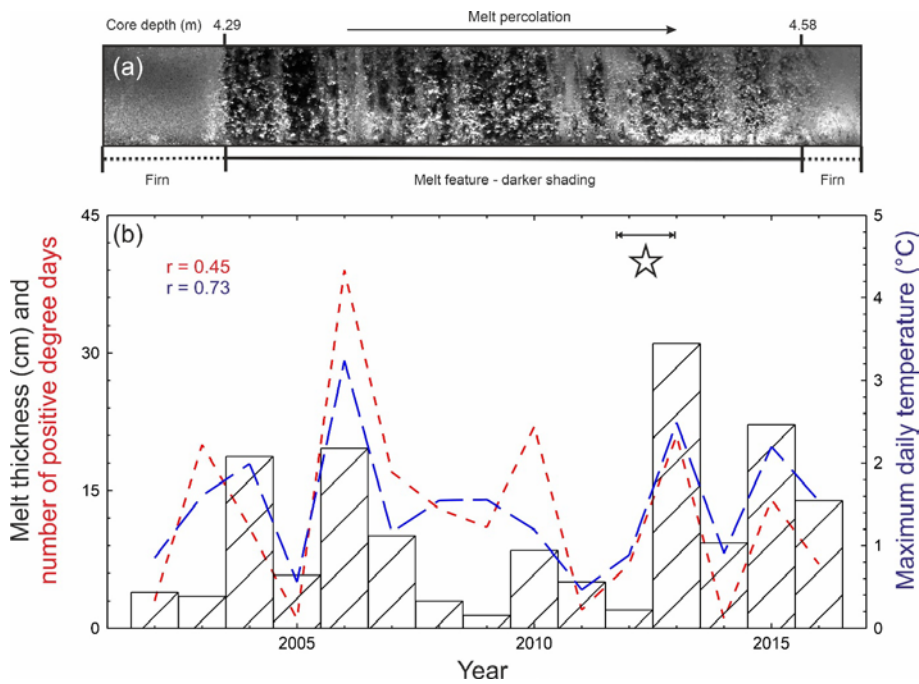 Core depth (m) 4.29 Melt percolation 4.58
(a)
Firn Melt feature - darker shading Firn
45 5
(b)
r = 0.45
r = 0.73
4
30
3
2
15
1
0 0
2005 2010 2015
Year
Melt thickness (cm) and
number of positive degree days
Maximum daily temperature (°C)